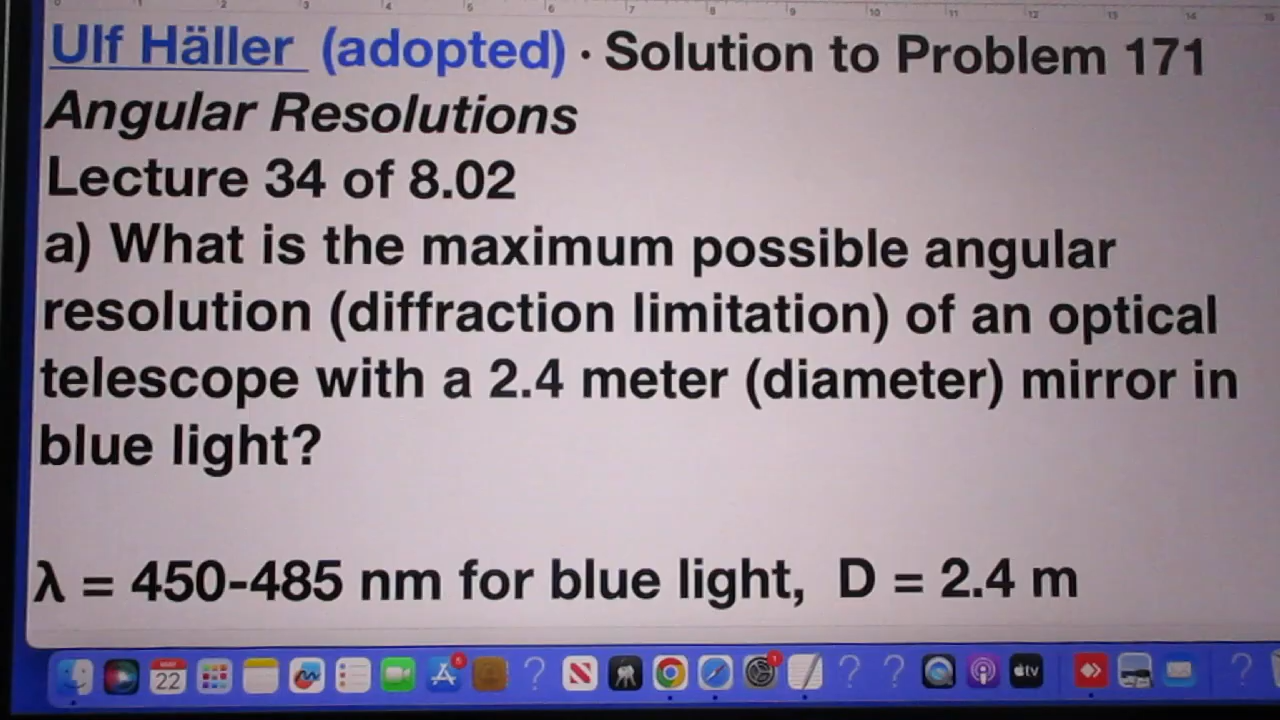 Ulf Häller (adopted) · Solution to Problem 171
Angular Resolutions
Lecture 34 of 8.02
a) What is the maximum possible angular
resolution (diffraction limitation) of an optical
telescope with a 2.4 meter (diameter) mirror in
blue light?
λ = 450-485 nm for blue light, D = 2.4 m
22
tv